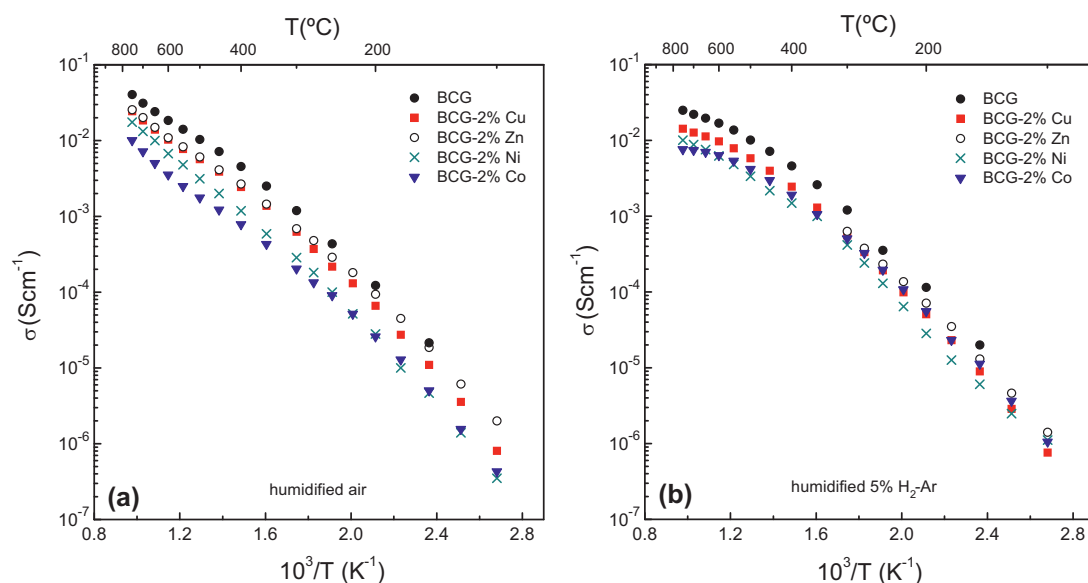 T(ºC)
800 600 400 200
10⁻¹
10⁻²
10⁻³
10⁻⁴
10⁻⁵
10⁻⁶
10⁻⁷
σ(Scm⁻¹)
BCG
BCG-2% Cu
BCG-2% Zn
BCG-2% Ni
BCG-2% Co
(a)
humidified air
0.8 1.2 1.6 2.0 2.4 2.8
10³/T (K⁻¹)
T(ºC)
800 600 400 200
10⁻¹
10⁻²
10⁻³
10⁻⁴
10⁻⁵
10⁻⁶
10⁻⁷
σ(Scm⁻¹)
BCG
BCG-2% Cu
BCG-2% Zn
BCG-2% Ni
BCG-2% Co
(b)
humidified 5% H₂-Ar
0.8 1.2 1.6 2.0 2.4 2.8
10³/T (K⁻¹)